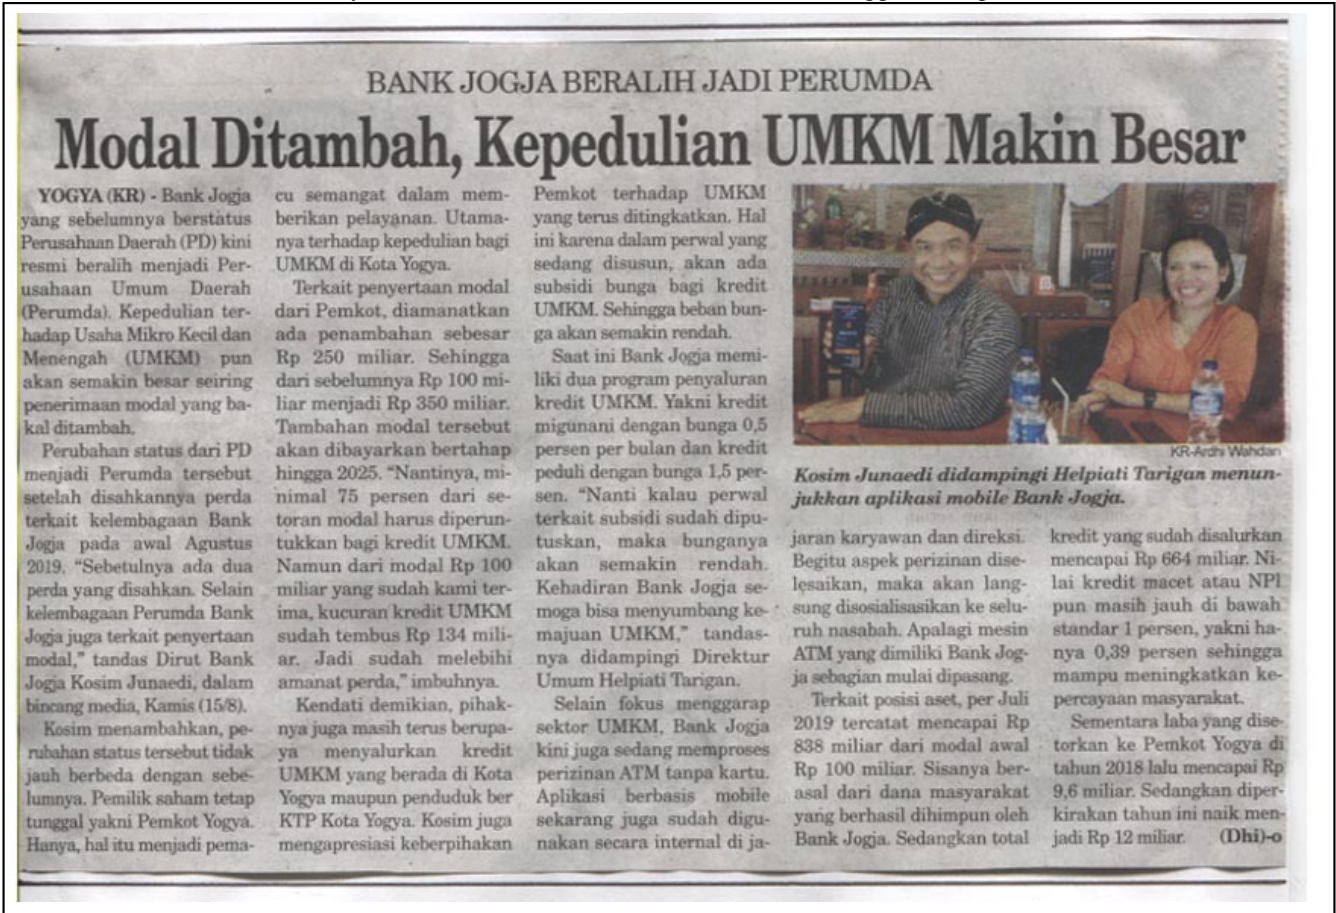 BANK JOGJA BERALIH JADI PERUMDA
Modal Ditambah, Kepedulian UMKM Makin Besar
YOGYA (KR) - Bank Jogja
yang sebelumnya berstatus
Perusahaan Daerah (PD) kini
resmi beralih menjadi Per-
usahaan Umum Daerah
(Perumda). Kepedulian ter-
hadap Usaha Mikro Kecil dan
Menengah (UMKM) pun
akan semakin besar seiring
penerimaan modal yang ba-
kal ditambah.
Perubahan status dari PD
menjadi Perumda tersebut
setelah disahkannya perda
terkait kelembagaan Bank
Jogja pada awal Agustus
2019. "Sebetulnya ada dua
perda yang disahkan. Selain
kelembagaan Perumda Bank
Jogja juga terkait penyertaan
modal," tandas Dirut Bank
Jogja Kosim Junaedi, dalam
bincang media, Kamis (15/8).
Kosim menambahkan, pe-
rubahan status tersebut tidak
jauh berbeda dengan sebe-
lumnya. Pemilik saham tetap
tunggal yakni Pemkot Yogya.
Hanya, hal itu menjadi pema-
cu semangat dalam mem-
berikan pelayanan. Utama-
nya terhadap kepedulian bagi
UMKM di Kota Yogya.
Terkait penyertaan modal
dari Pemkot, diamanatkan
ada penambahan sebesar
Rp 250 miliar. Sehingga
dari sebelumnya Rp 100 mi-
liar menjadi Rp 350 miliar.
Tambahan modal tersebut
akan dibayarkan bertahap
hingga 2025. "Nantinya, mi-
nimal 75 persen dari se-
toran modal harus diperun-
tukkan bagi kredit UMKM.
Namun dari modal Rp 100
miliar yang sudah kami ter-
ima, kucuran kredit UMKM
sudah tembus Rp 134 mili-
ar. Jadi sudah melebihi
amanat perda," imbuhnya.
Kendati demikian, pihak-
nya juga masih terus berupa-
ya menyalurkan kredit
UMKM yang berada di Kota
Yogya maupun penduduk ber
KTP Kota Yogya. Kosim juga
mengapresiasi keberpihakan
Pemkot terhadap UMKM
yang terus ditingkatkan. Hal
ini karena dalam perwal yang
sedang disusun, akan ada
subsidi bunga bagi kredit
UMKM. Sehingga beban bun-
ga akan semakin rendah.
Saat ini Bank Jogja memi-
liki dua program penyaluran
kredit UMKM. Yakni kredit
migunani dengan bunga 0,5
persen per bulan dan kredit
peduli dengan bunga 1,5 per-
sen. "Nanti kalau perwal
terkait subsidi sudah dipu-
tuskan, maka bunganya
akan semakin rendah.
Kehadiran Bank Jogja se-
moga bisa menyumbang ke-
majuan UMKM," tandas-
nya didampingi Direktur
Umum Helpiati Tarigan.
Selain fokus menggarap
sektor UMKM, Bank Jogja
kini juga sedang memproses
perizinan ATM tanpa kartu.
Aplikasi berbasis mobile
sekarang juga sudah digu-
nakan secara internal di ja-
KR-Ardhi Wahdan
Kosim Junaedi didampingi Helpiati Tarigan menun-
jukkan aplikasi mobile Bank Jogja.
jaran karyawan dan direksi.
Begitu aspek perizinan dise-
lesaikan, maka akan lang-
sung disosialisasikan ke selu-
ruh nasabah. Apalagi mesin
ATM yang dimiliki Bank Jog-
ja sebagian mulai dipasang.
Terkait posisi aset, per Juli
2019 tercatat mencapai Rp
838 miliar dari modal awal
Rp 100 miliar. Sisanya ber-
asal dari dana masyarakat
yang berhasil dihimpun oleh
Bank Jogja. Sedangkan total
kredit yang sudah disalurkan
mencapai Rp 664 miliar. Ni-
lai kredit macet atau NPl
pun masih jauh di bawah
standar 1 persen, yakni ha-
nya 0,39 persen sehingga
mampu meningkatkan ke-
percayaan masyarakat.
Sementara laba yang dise-
torkan ke Pemkot Yogya di
tahun 2018 lalu mencapai Rp
9,6 miliar. Sedangkan diper-
kirakan tahun ini naik men-
jadi Rp 12 miliar. (Dhi)-o